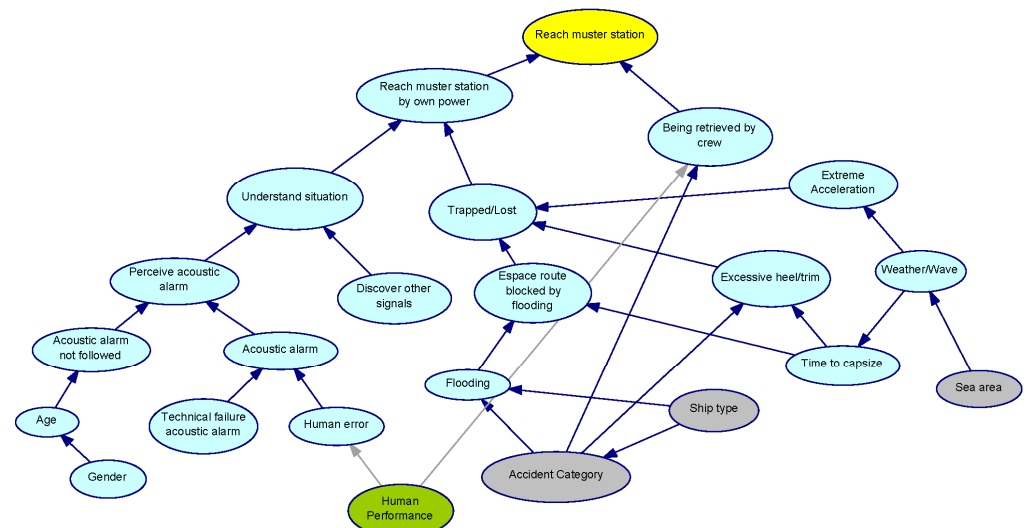 Reach muster station
Reach muster station
by own power
Being retrieved by
crew
Extreme
Acceleration
Understand situation
Trapped/Lost
Perceive acoustic
alarm
Discover other
signals
Espace route
blocked by
flooding
Excessive heel/trim
Weather/Wave
Acoustic alarm
not followed
Acoustic alarm
Time to capsize
Flooding
Sea area
Age
Technical failure
acoustic alarm
Human error
Ship type
Gender
Accident Category
Human
Performance